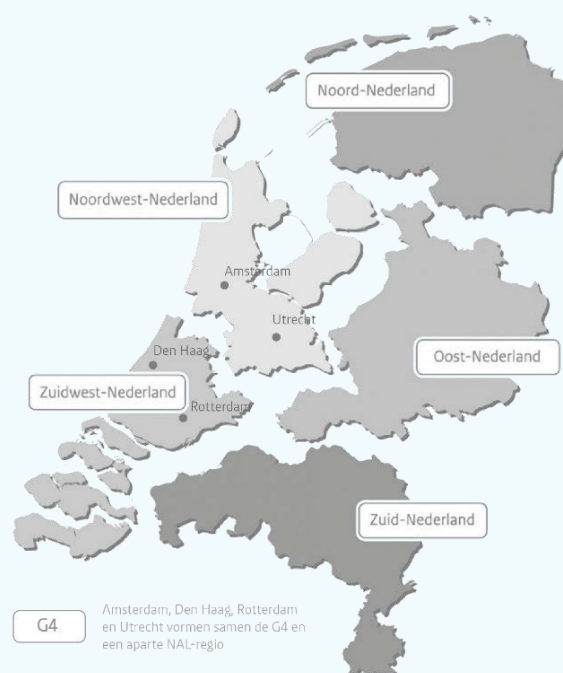 Noord-Nederland
Noordwest-Nederland
Amsterdam
Utrecht
Den Haag
Oost-Nederland
Zuidwest-Nederland
Rotterdam
Zuid-Nederland
G4
Amsterdam, Den Haag, Rotterdam
en Utrecht vormen samen de G4 en
een aparte NAL-regio